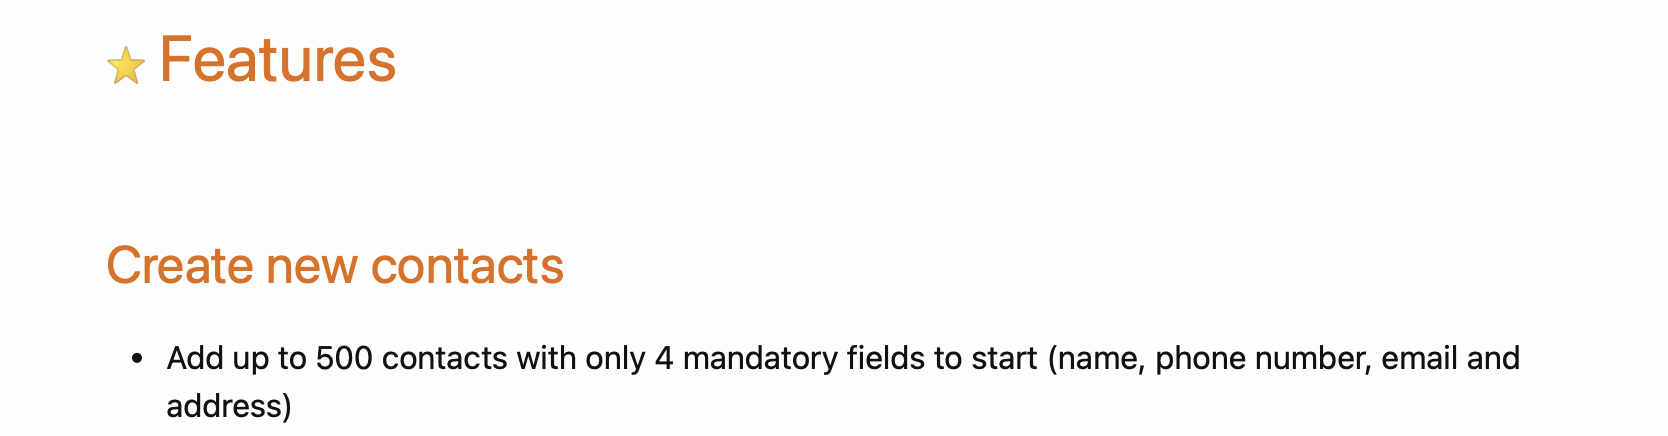 ⭐ Features
Create new contacts
• Add up to 500 contacts with only 4 mandatory fields to start (name, phone number, email and
address)